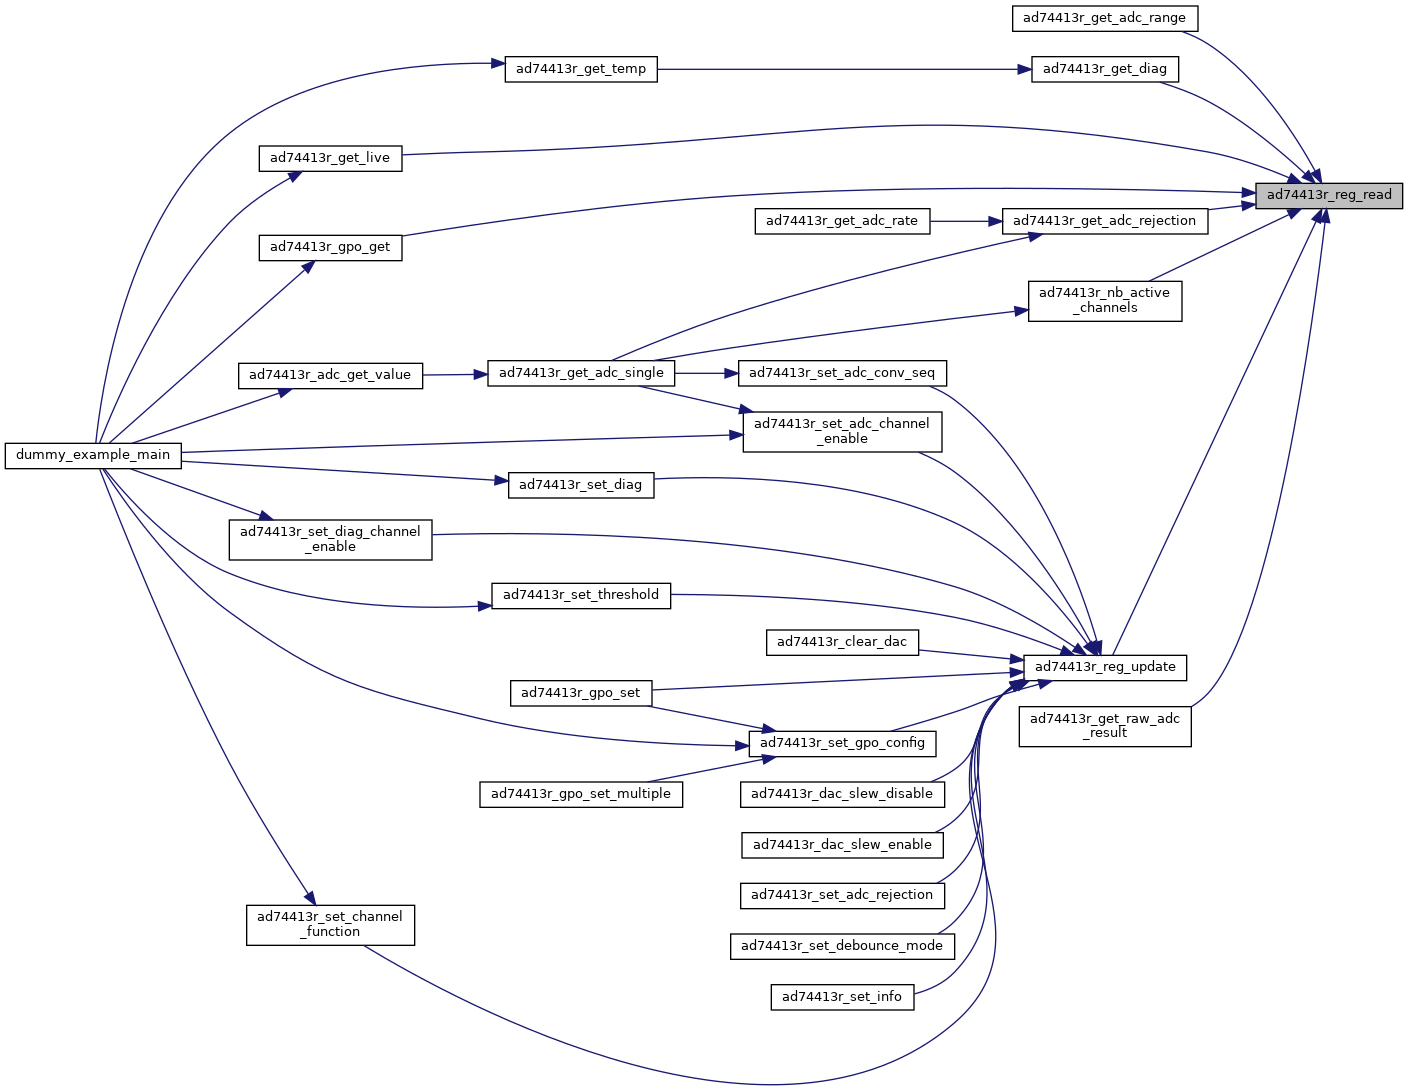 ad74413r_get_adc_range
ad74413r_get_temp
ad74413r_get_diag
ad74413r_get_live
ad74413r_reg_read
ad74413r_get_adc_rate
ad74413r_get_adc_rejection
ad74413r_gpo_get
ad74413r_nb_active
_channels
ad74413r_adc_get_value
ad74413r_get_adc_single
ad74413r_set_adc_conv_seq
ad74413r_set_adc_channel
_enable
dummy_example_main
ad74413r_set_diag
ad74413r_set_diag_channel
_enable
ad74413r_set_threshold
ad74413r_clear_dac
ad74413r_reg_update
ad74413r_gpo_set
ad74413r_get_raw_adc
_result
ad74413r_set_gpo_config
ad74413r_gpo_set_multiple
ad74413r_dac_slew_disable
ad74413r_dac_slew_enable
ad74413r_set_adc_rejection
ad74413r_set_channel
_function
ad74413r_set_debounce_mode
ad74413r_set_info